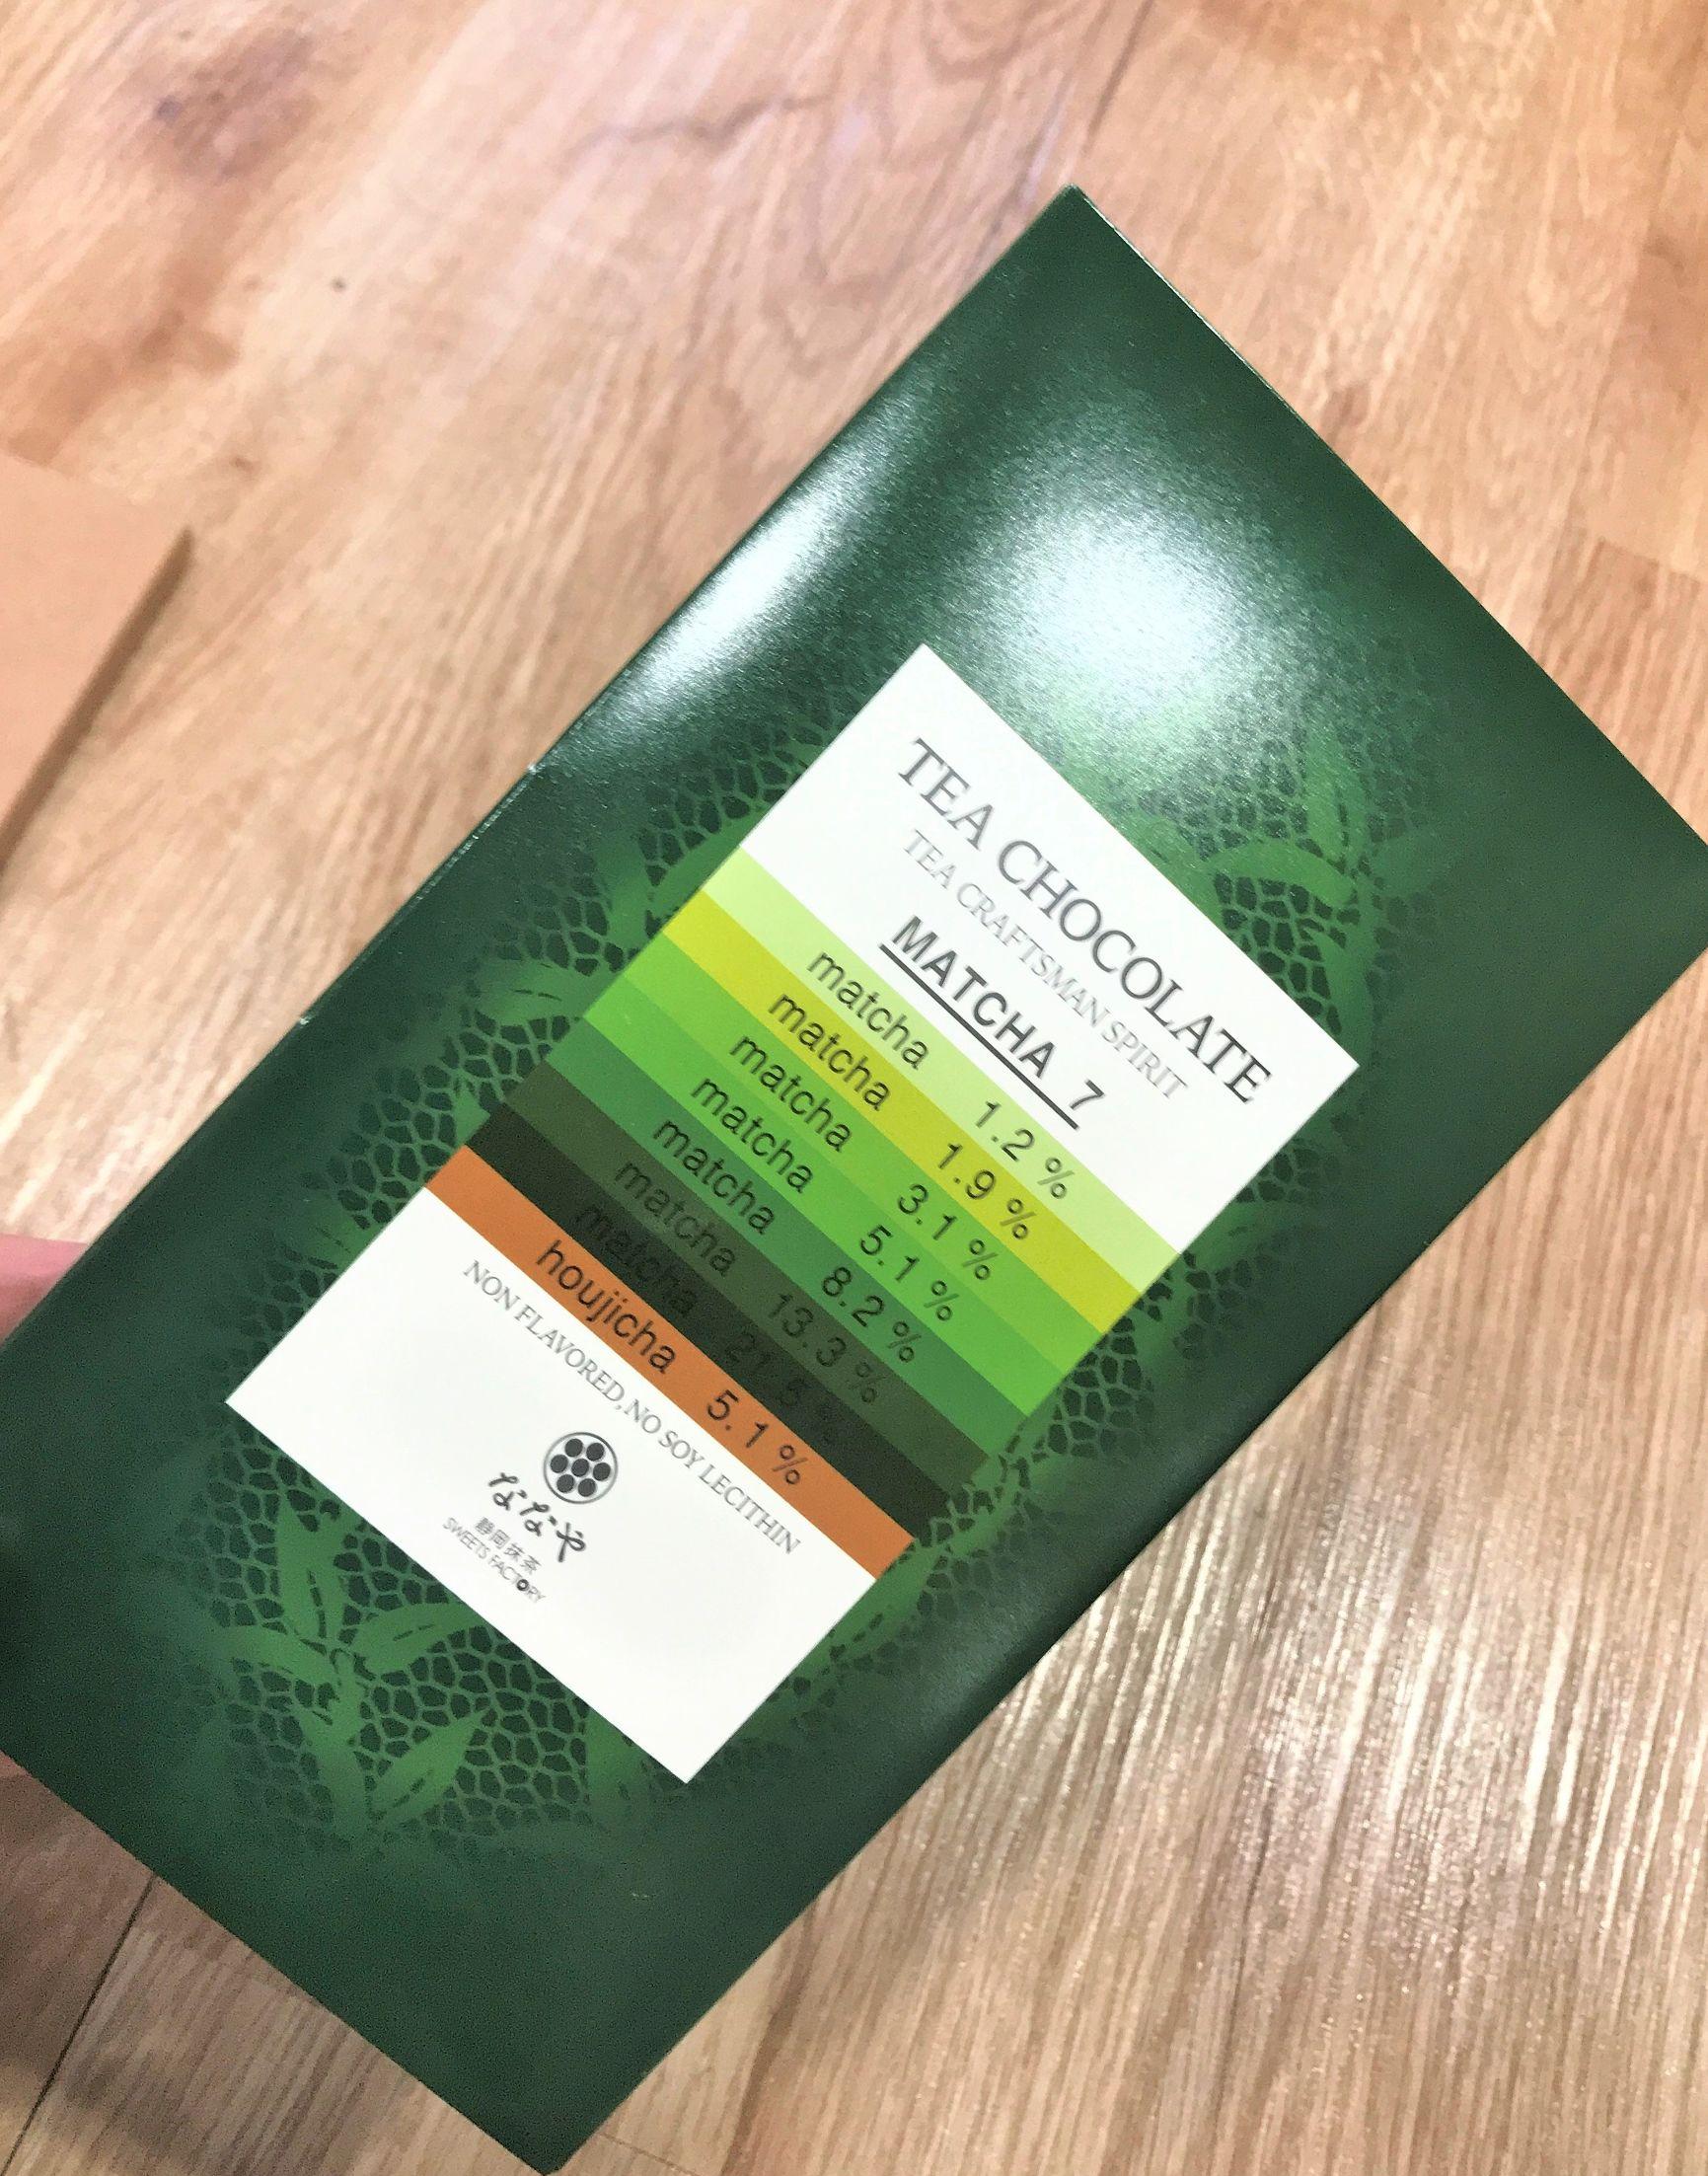 TEA CHOCOLATE
TEA CRAFTSMAN SPIRIT
MATCHA 7
matcha 1.2 %
matcha 1.9 %
matcha 3.1 %
matcha 5.1 %
matcha 8.2 %
matcha 13.3 %
matcha 21.5 %
houjicha 5.1 %
NON FLAVORED, NO SOY LECITHIN
ななや
静岡抹茶
SWEETS FACTORY